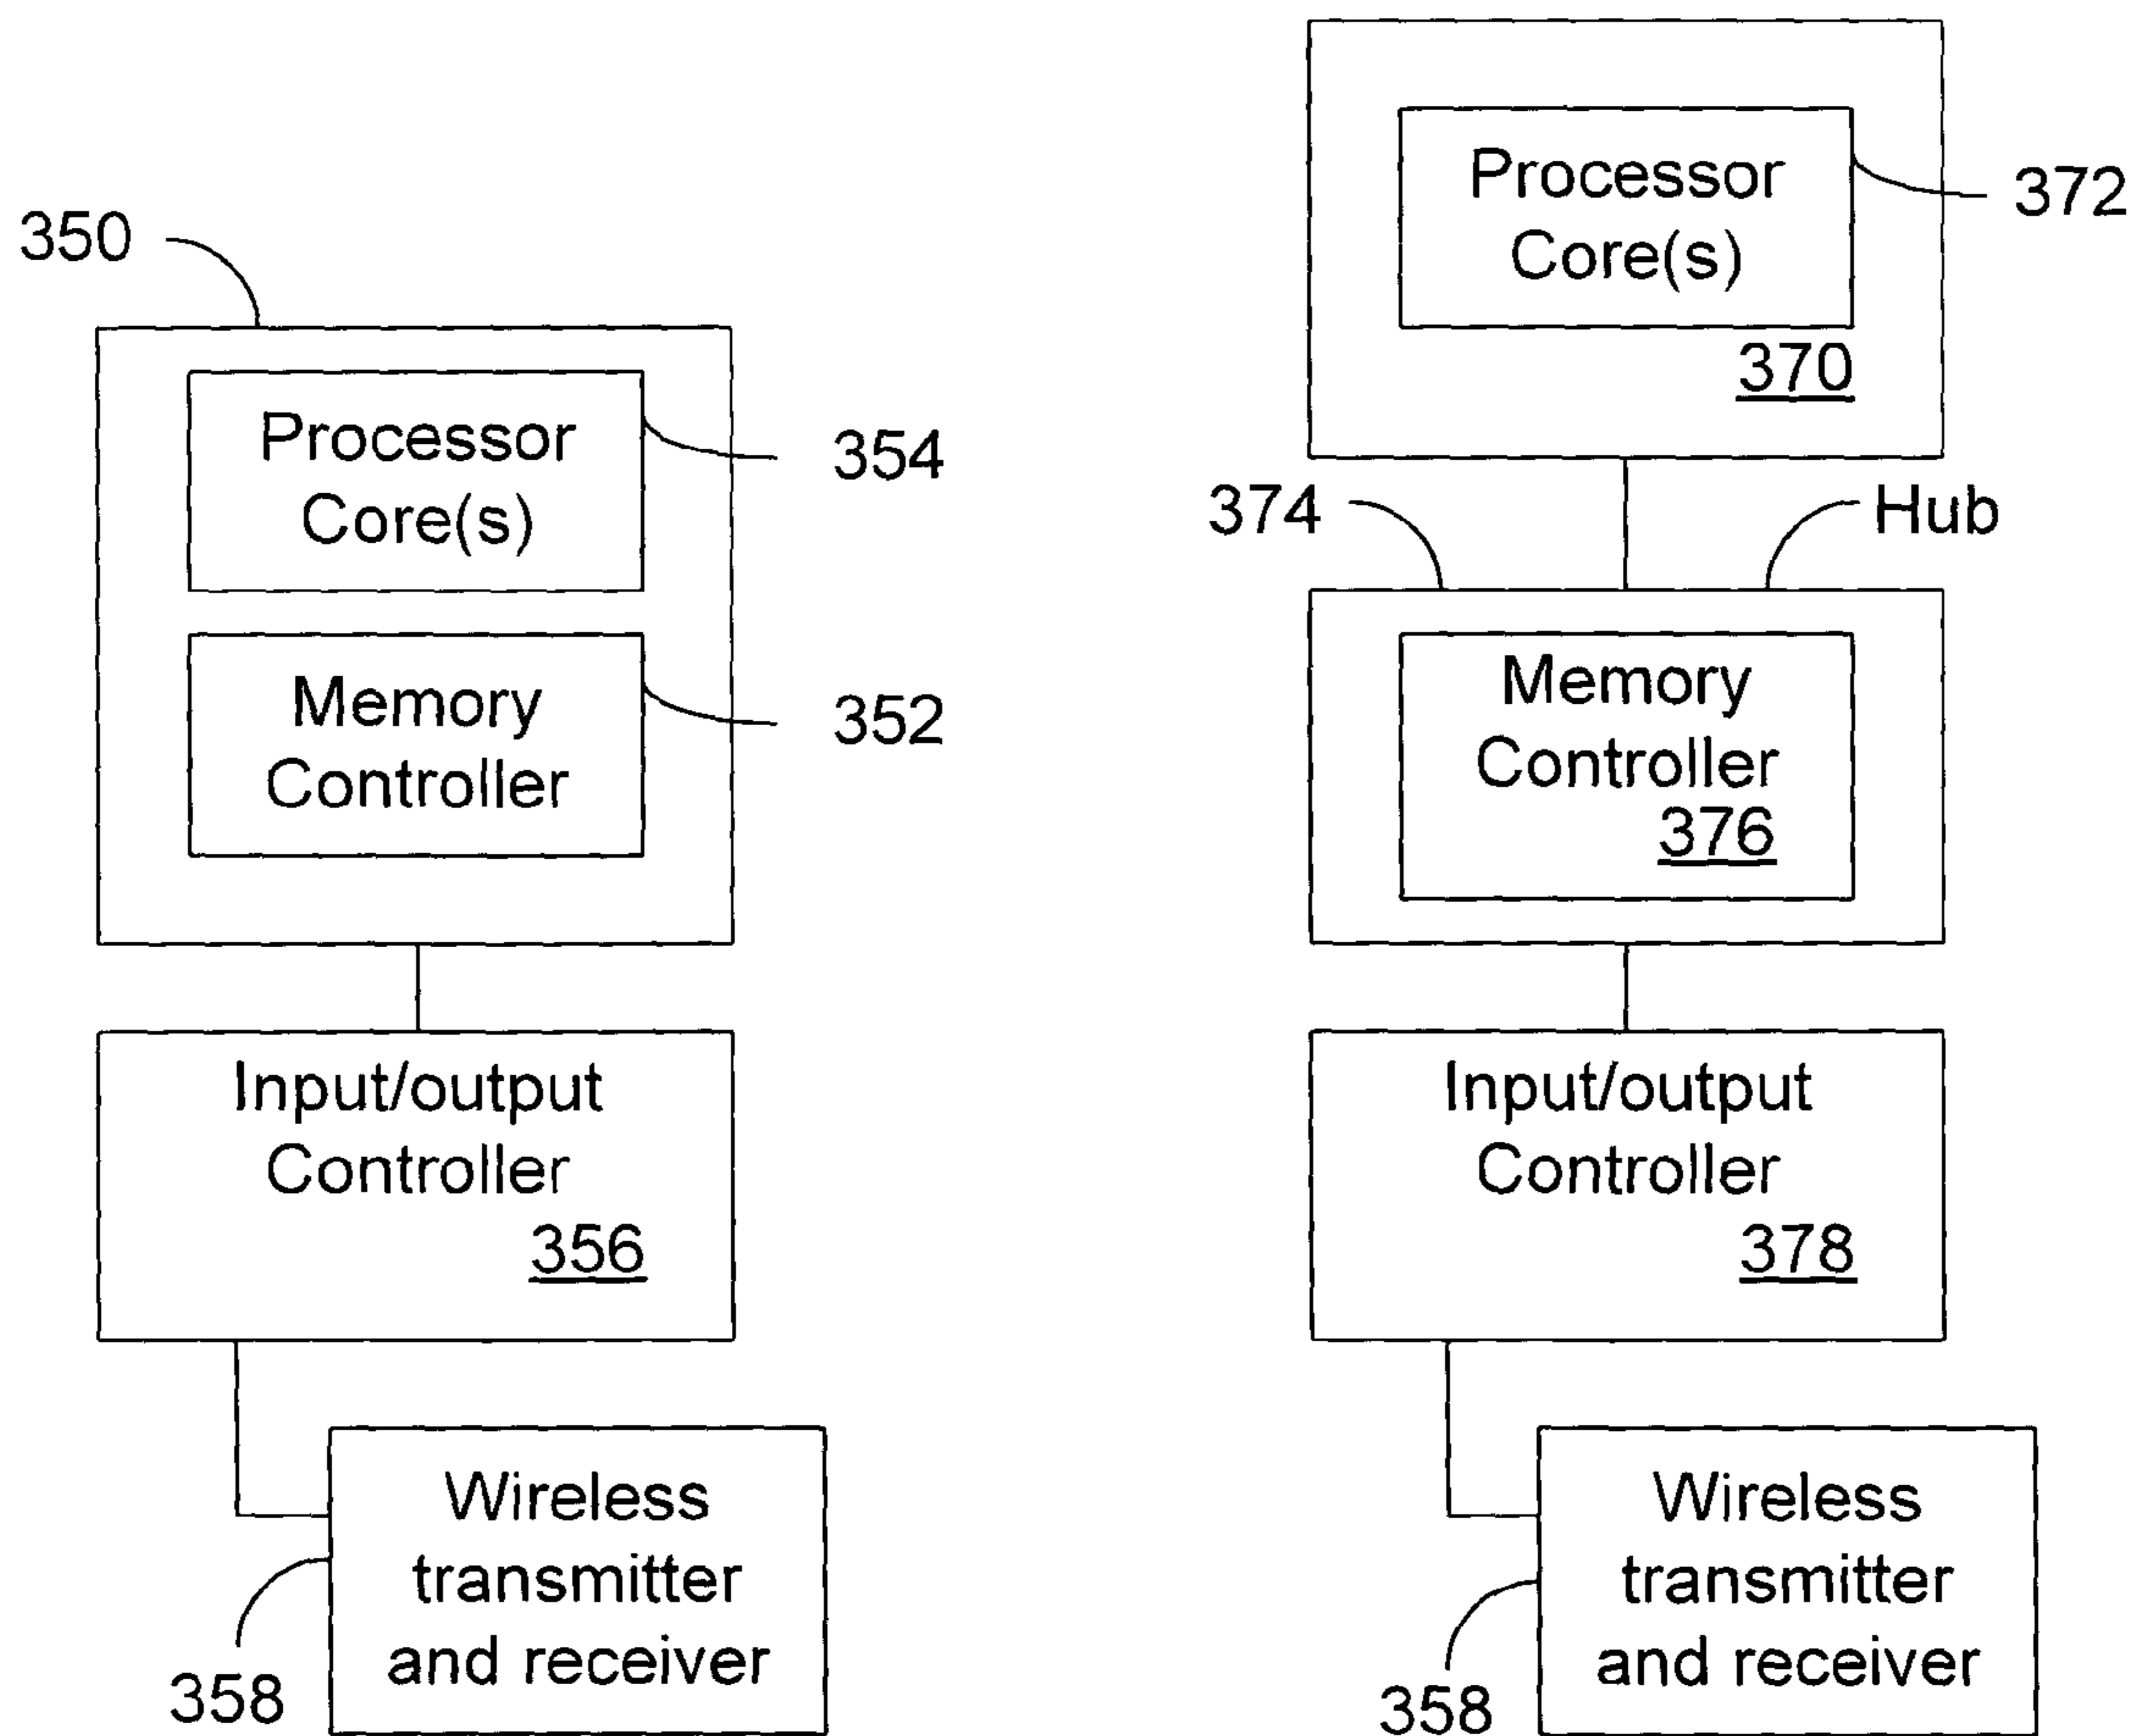 350
Processor
Core(s)
354
Memory
Controller
352
Input/output
Controller
356
Wireless
transmitter
and receiver
358
Processor
Core(s)
372
370
374
Hub
Memory
Controller
376
Input/output
Controller
378
Wireless
transmitter
and receiver
358